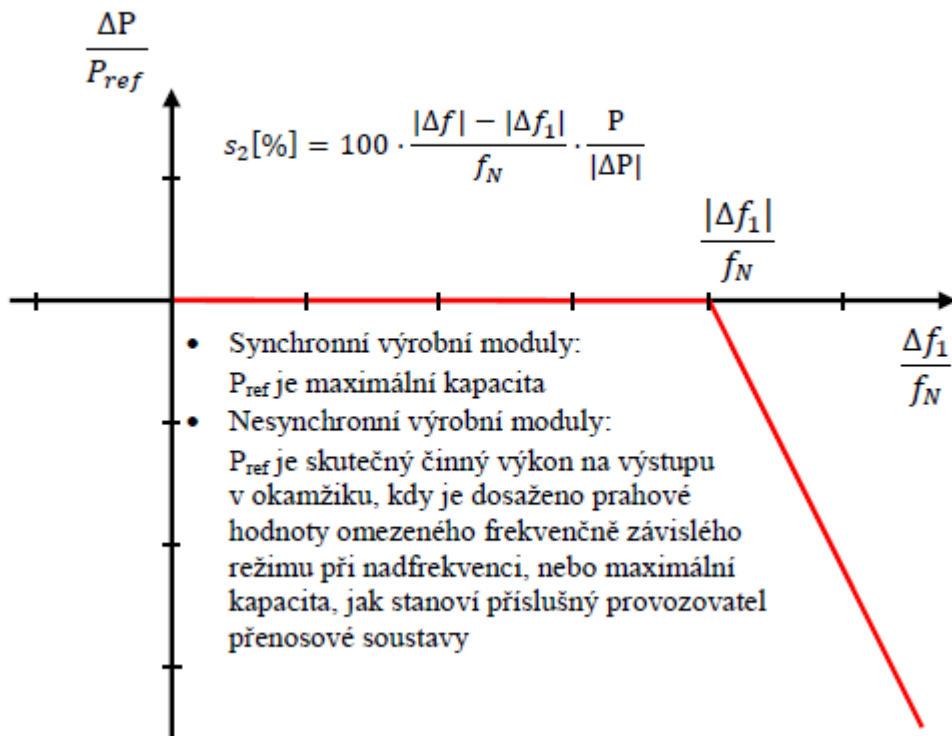 ΔP
P_ref
s₂[%] = 100 · (|Δf| − |Δf₁|)/f_N · P/|ΔP|
|Δf₁|
f_N
Δf₁
f_N
• Synchronní výrobní moduly:
P_ref je maximální kapacita
• Nesynchronní výrobní moduly:
P_ref je skutečný činný výkon na výstupu
v okamžiku, kdy je dosaženo prahové
hodnoty omezeného frekvenčně závislého
režimu při nadfrekvenci, nebo maximální
kapacita, jak stanoví příslušný provozovatel
přenosové soustavy